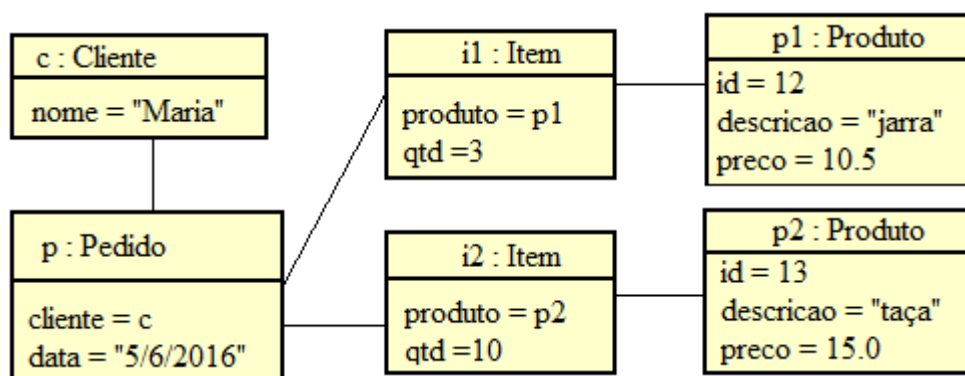 c : Cliente
nome = "Maria"
p : Pedido
cliente = c
data = "5/6/2016"
i1 : Item
produto = p1
qtd =3
i2 : Item
produto = p2
qtd =10
p1 : Produto
id = 12
descricao = "jarra"
preco = 10.5
p2 : Produto
id = 13
descricao = "taça"
preco = 15.0